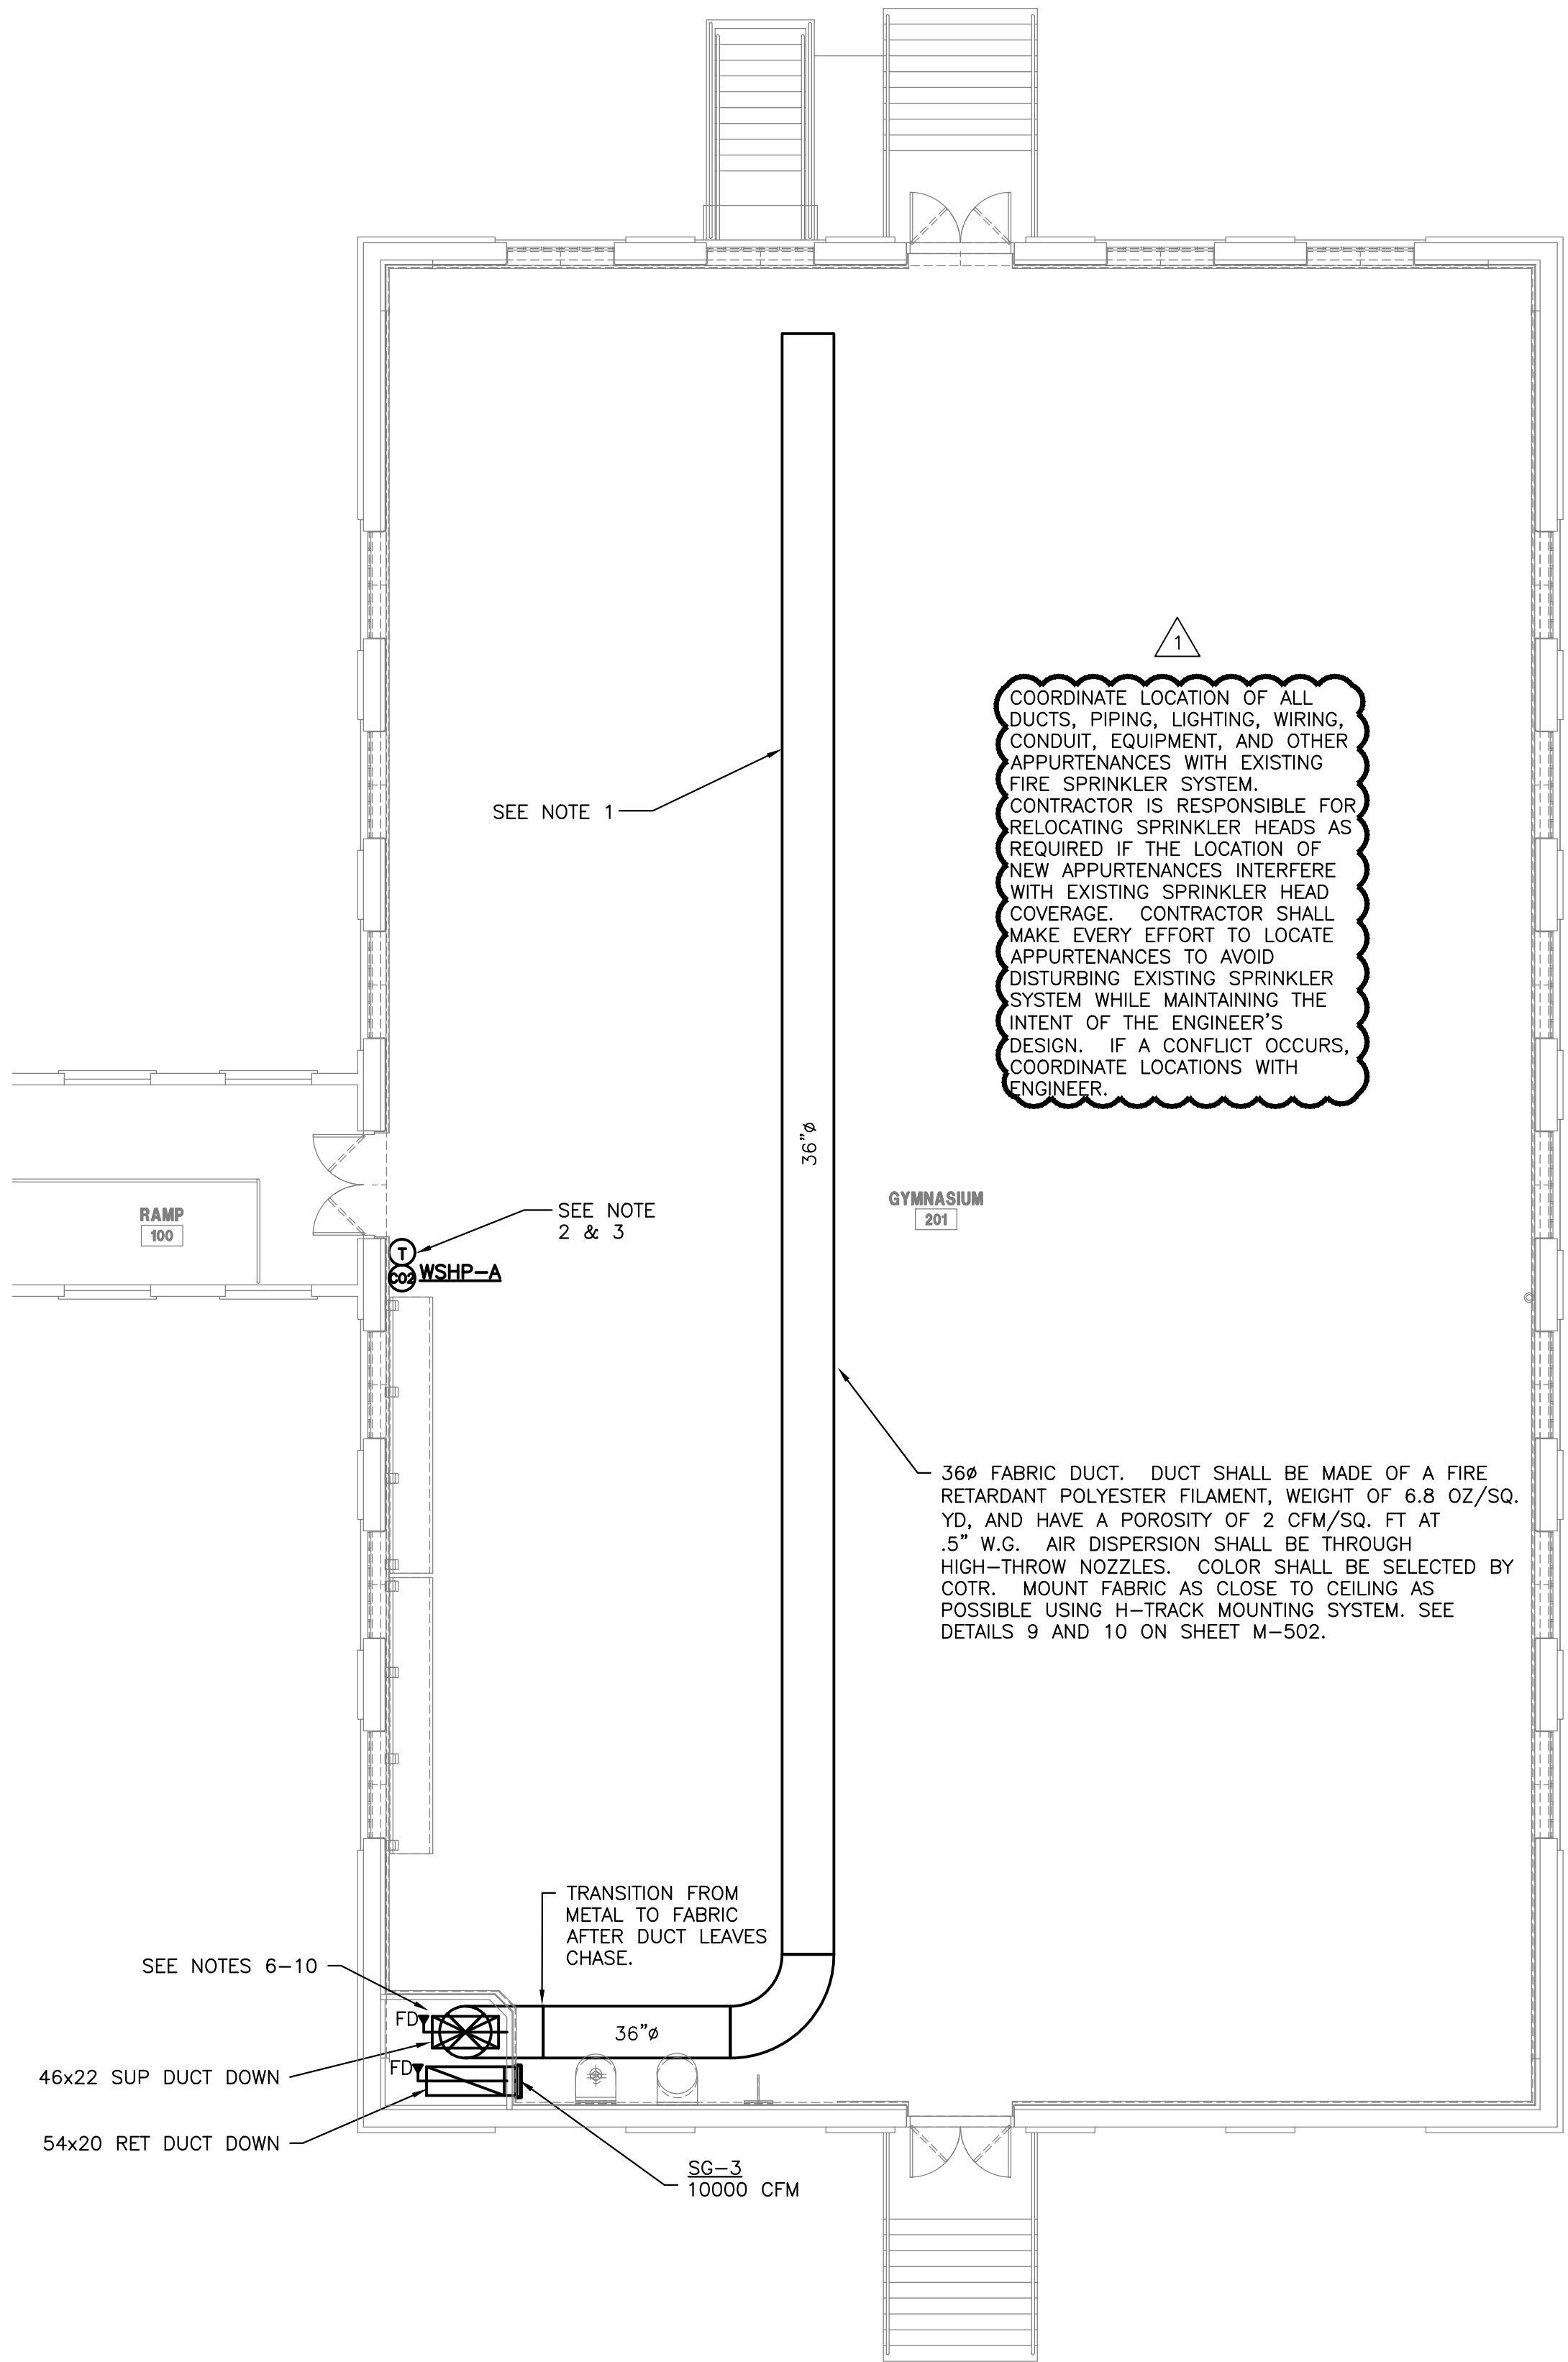 1
COORDINATE LOCATION OF ALL
DUCTS, PIPING, LIGHTING, WIRING,
CONDUIT, EQUIPMENT, AND OTHER
APPURTENANCES WITH EXISTING
FIRE SPRINKLER SYSTEM.
CONTRACTOR IS RESPONSIBLE FOR
RELOCATING SPRINKLER HEADS AS
REQUIRED IF THE LOCATION OF
NEW APPURTENANCES INTERFERE
WITH EXISTING SPRINKLER HEAD
COVERAGE. CONTRACTOR SHALL
MAKE EVERY EFFORT TO LOCATE
APPURTENANCES TO AVOID
DISTURBING EXISTING SPRINKLER
SYSTEM WHILE MAINTAINING THE
INTENT OF THE ENGINEER'S
DESIGN. IF A CONFLICT OCCURS,
COORDINATE LOCATIONS WITH
ENGINEER.
SEE NOTE 1
36"ø
GYMNASIUM
201
RAMP
100
SEE NOTE
2 & 3
T
CO2
WSHP-A
36ø FABRIC DUCT. DUCT SHALL BE MADE OF A FIRE
RETARDANT POLYESTER FILAMENT, WEIGHT OF 6.8 OZ/SQ.
YD, AND HAVE A POROSITY OF 2 CFM/SQ. FT AT
.5" W.G. AIR DISPERSION SHALL BE THROUGH
HIGH-THROW NOZZLES. COLOR SHALL BE SELECTED BY
COTR. MOUNT FABRIC AS CLOSE TO CEILING AS
POSSIBLE USING H-TRACK MOUNTING SYSTEM. SEE
DETAILS 9 AND 10 ON SHEET M-502.
TRANSITION FROM
METAL TO FABRIC
AFTER DUCT LEAVES
CHASE.
SEE NOTES 6-10
FD
36"ø
FD
46x22 SUP DUCT DOWN
54x20 RET DUCT DOWN
SG-3
10000 CFM